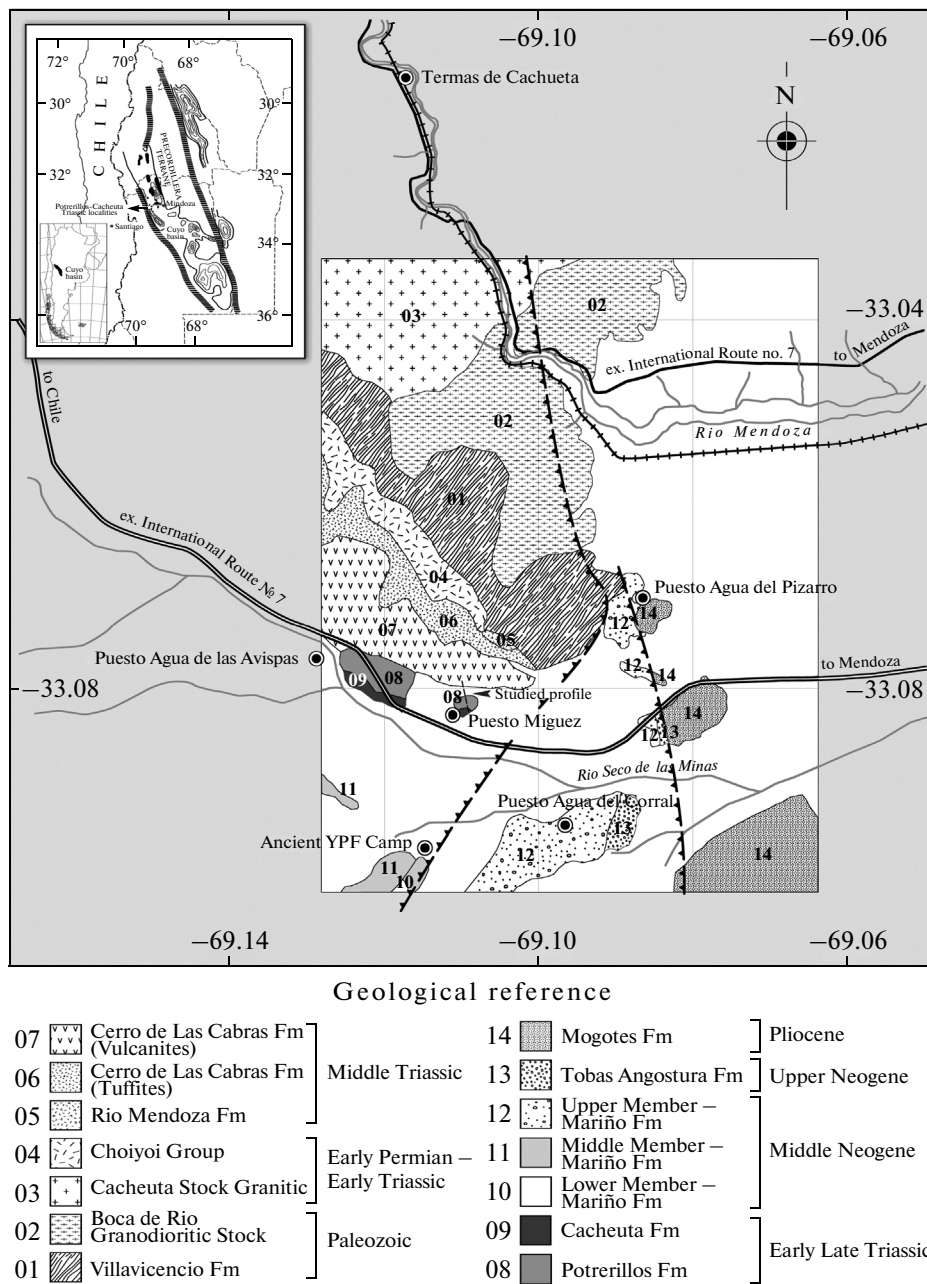 −69.10
−69.06
72°
70°
68°
30°
30°
32°
32°
34°
34°
36°
36°
70°
68°
CHILE
PRECORDILLERA
TERRANE
Mindoza
Potrerillos–Cacheuta
Triassic localities
Santiago
Cuyo
basin
Cuyo
basin
Termas de Cachueta
N
03
02
−33.04
to Mendoza
ex. International Route no. 7
Rio Mendoza
to Chile
02
01
ex. International Route № 7
04
06
05
07
Puesto Agua del Pizarro
14
12
Puesto Agua de las Avispas
−33.08
09
08
08
Studied profile
Puesto Miguez
12
14
to Mendoza
−33.08
14
12
13
Rio Seco de las Minas
11
Puesto Agua del Corral
13
12
14
Ancient YPF Camp
11
10
−69.14
−69.10
−69.06
Geological reference
07 Cerro de Las Cabras Fm
(Vulcanites)
06 Cerro de Las Cabras Fm
(Tuffites)
05 Rio Mendoza Fm
Middle Triassic
04 Choiyoi Group
03 Cacheuta Stock Granitic
Early Permian –
Early Triassic
02 Boca de Rio
Granodioritic Stock
01 Villavicencio Fm
Paleozoic
14 Mogotes Fm
Pliocene
13 Tobas Angostura Fm
Upper Neogene
12 Upper Member –
Mariño Fm
11 Middle Member –
Mariño Fm
10 Lower Member –
Mariño Fm
Middle Neogene
09 Cacheuta Fm
08 Potrerillos Fm
Early Late Triassic